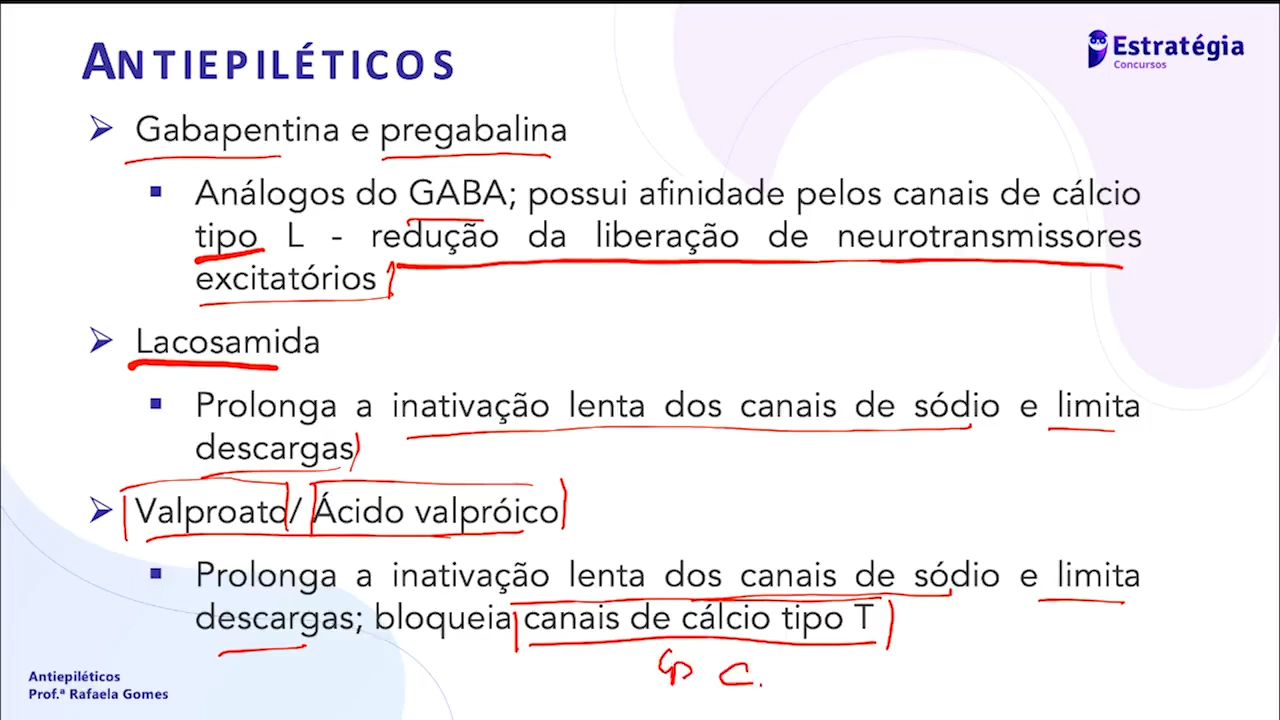 ANTIEPILÉTICOS
Estratégia
Concursos
Gabapentina e pregabalina
Análogos do GABA; possui afinidade pelos canais de cálcio
tipo L - redução da liberação de neurotransmissores
excitatórios
Lacosamida
Prolonga a inativação lenta dos canais de sódio e limita
descargas
Valproato/ Ácido valpróico
Prolonga a inativação lenta dos canais de sódio e limita
descargas; bloqueia canais de cálcio tipo T
C.
Antiepiléticos
Prof.ª Rafaela Gomes